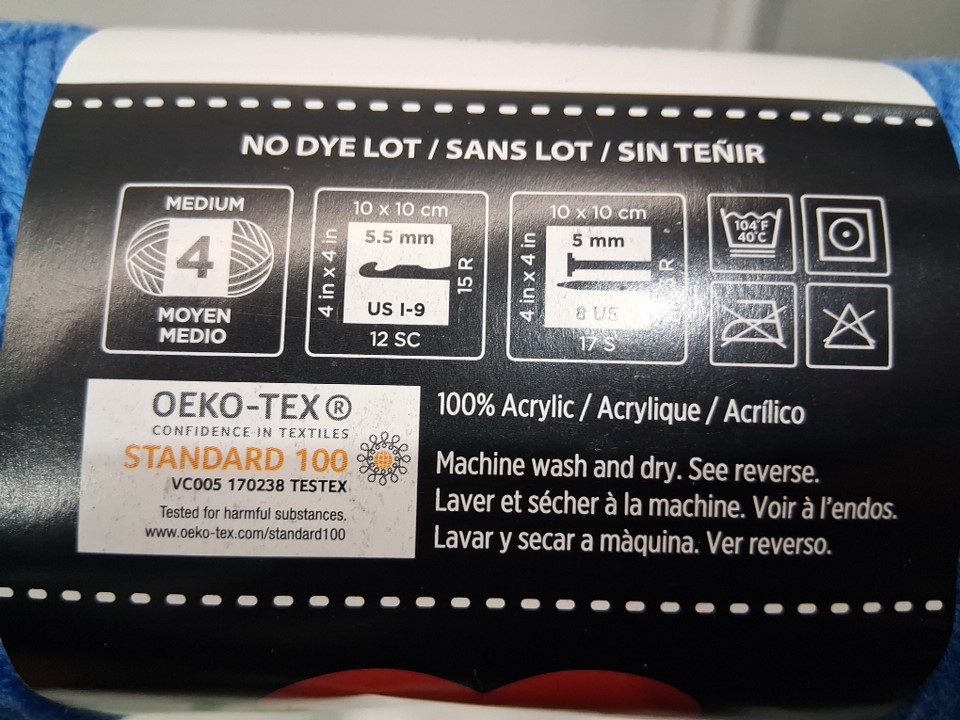 NO DYE LOT / SANS LOT / SIN TEÑIR
MEDIUM
4
MOYEN
MEDIO
10 x 10 cm
4 in x 4 in
5.5 mm
US I-9
15 R
12 SC
10 x 10 cm
4 in x 4 in
5 mm
8 US
R
17 S
104°F
40°C
OEKO-TEX®
CONFIDENCE IN TEXTILES
STANDARD 100
VC005 170238 TESTEX
Tested for harmful substances.
www.oeko-tex.com/standard100
100% Acrylic / Acrylique / Acrílico
Machine wash and dry. See reverse.
Laver et sécher à la machine. Voir à l'endos.
Lavar y secar a màquina. Ver reverso.